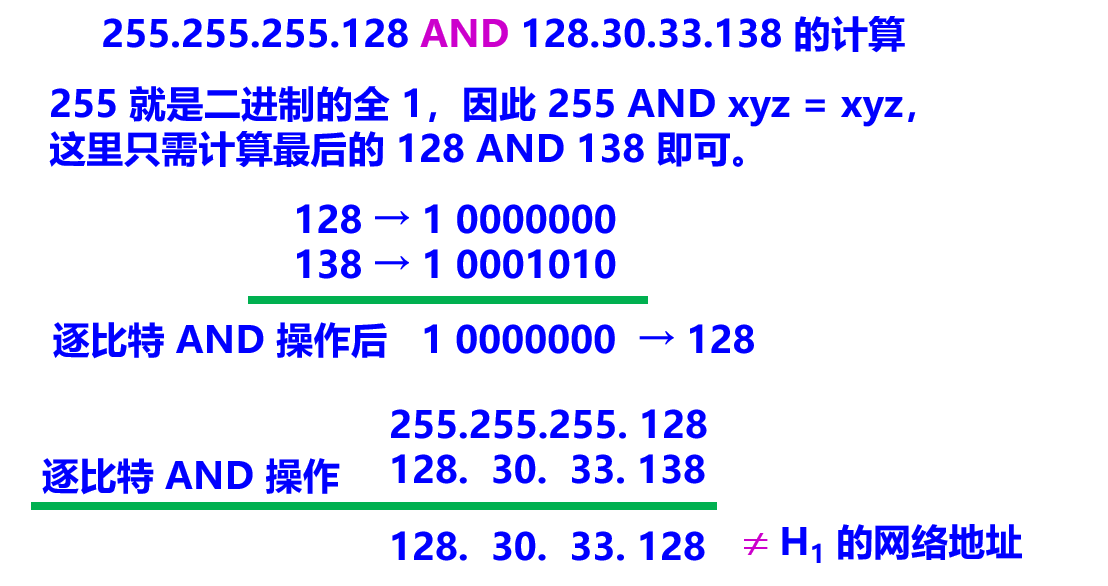 255.255.255.128 AND 128.30.33.138 的计算
255 就是二进制的全 1，因此 255 AND xyz = xyz，
这里只需计算最后的 128 AND 138 即可。
128 → 1 0000000
138 → 1 0001010
逐比特 AND 操作后 1 0000000 → 128
255.255.255. 128
逐比特 AND 操作 128. 30. 33. 138
128. 30. 33. 128 ≠ H₁ 的网络地址